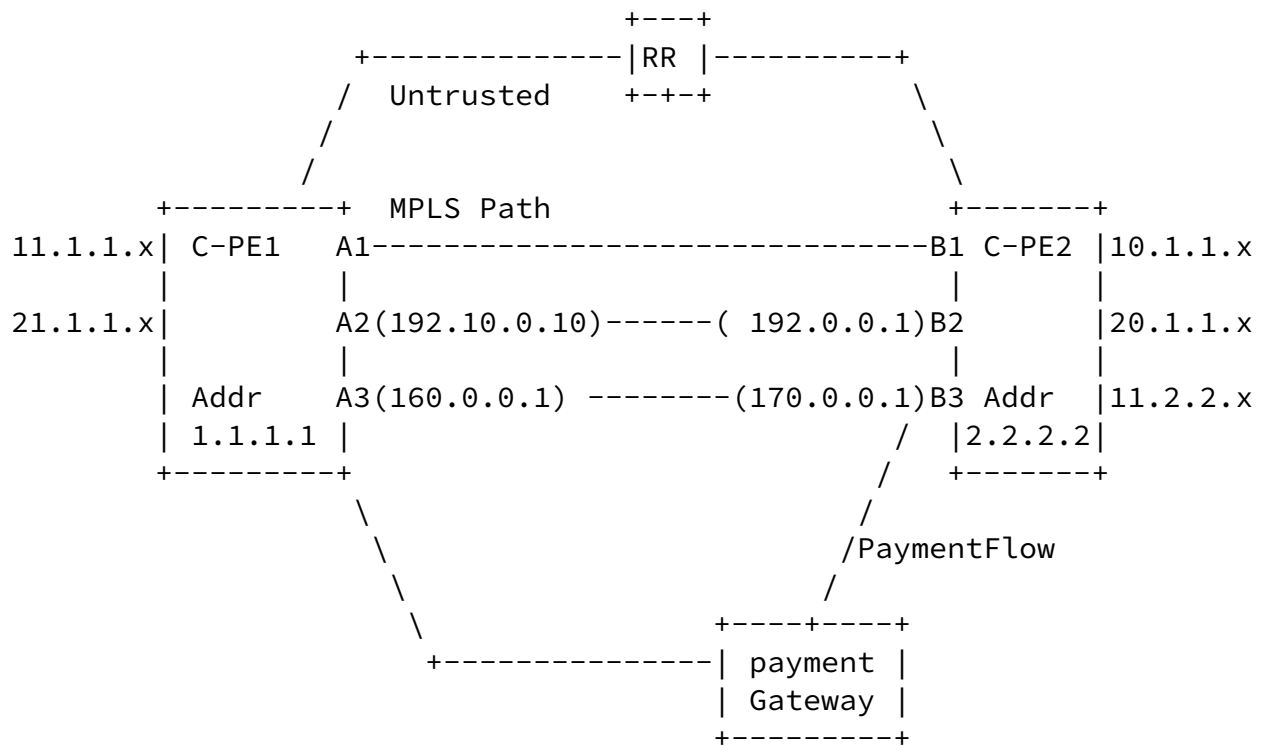 RR
Untrusted
MPLS Path
11.1.1.x C-PE1 A1 B1 C-PE2 10.1.1.x
21.1.1.x A2(192.10.0.10)------( 192.0.0.1)B2 20.1.1.x
Addr A3(160.0.0.1) --------(170.0.0.1)B3 Addr 11.2.2.x
1.1.1.1 2.2.2.2
PaymentFlow
payment
Gateway